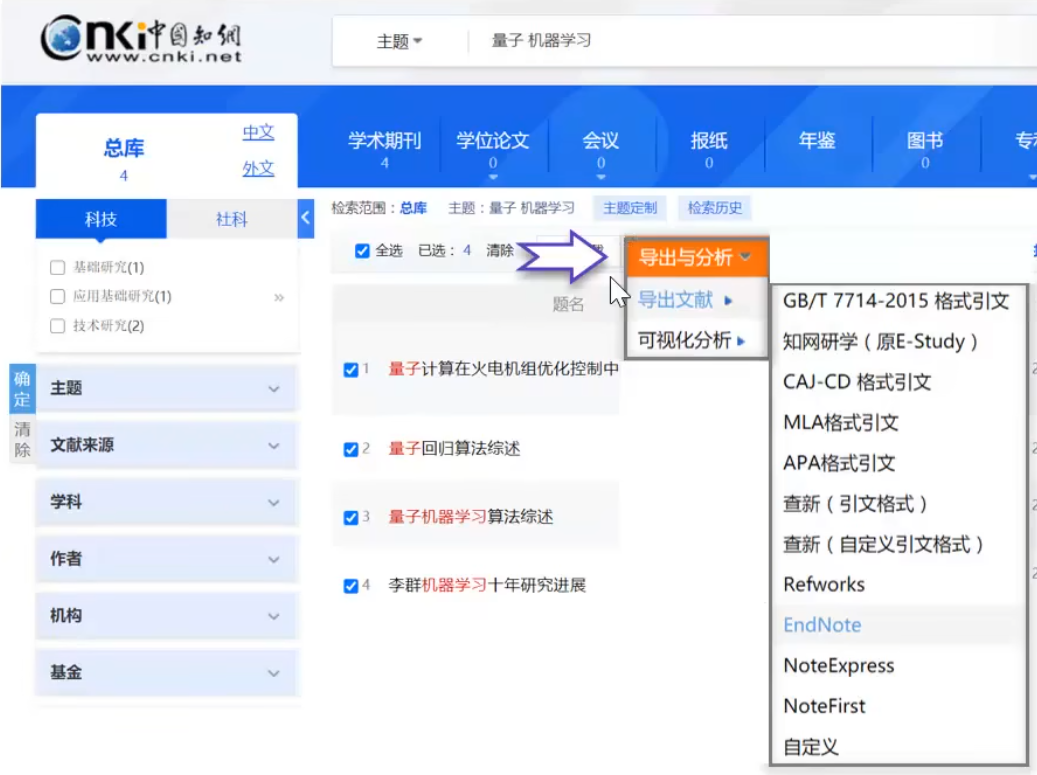 cnki中国知网
www.cnki.net
主题 量子 机器学习
总库
4
中文
外文
学术期刊
4
学位论文
0
会议
0
报纸
0
年鉴
图书
0
科技 社科
基础研究(1)
应用基础研究(1)
技术研究(2)
确定
清除
主题
文献来源
学科
作者
机构
基金
检索范围：总库 主题：量子 机器学习 主题定制 检索历史
全选 已选：4 清除
题名
1 量子计算在火电机组优化控制中
2 量子回归算法综述
3 量子机器学习算法综述
4 李群机器学习十年研究进展
导出与分析
导出文献
可视化分析
GB/T 7714-2015 格式引文
知网研学（原E-Study）
CAJ-CD 格式引文
MLA格式引文
APA格式引文
查新（引文格式）
查新（自定义引文格式）
Refworks
EndNote
NoteExpress
NoteFirst
自定义